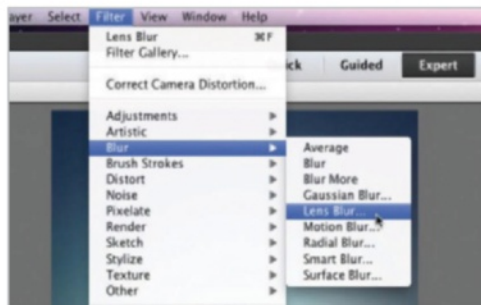 ayer Select Filter View Window Help
Lens Blur ⌘F
Filter Gallery...
ick Guided Expert
Correct Camera Distortion...
Adjustments
Artistic
Blur
Brush Strokes
Distort
Noise
Pixelate
Render
Sketch
Stylize
Texture
Other
Average
Blur
Blur More
Gaussian Blur...
Lens Blur...
Motion Blur...
Radial Blur...
Smart Blur...
Surface Blur...